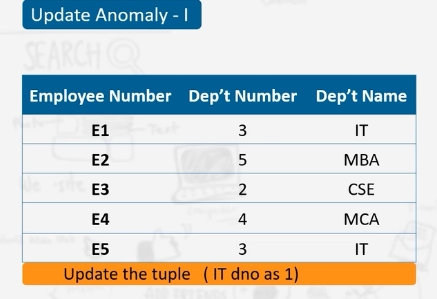 Update Anomaly - I
SEARCH
Employee Number Dep't Number Dep't Name
E1 3 IT
E2 5 MBA
E3 2 CSE
E4 4 MCA
E5 3 IT
Update the tuple ( IT dno as 1)